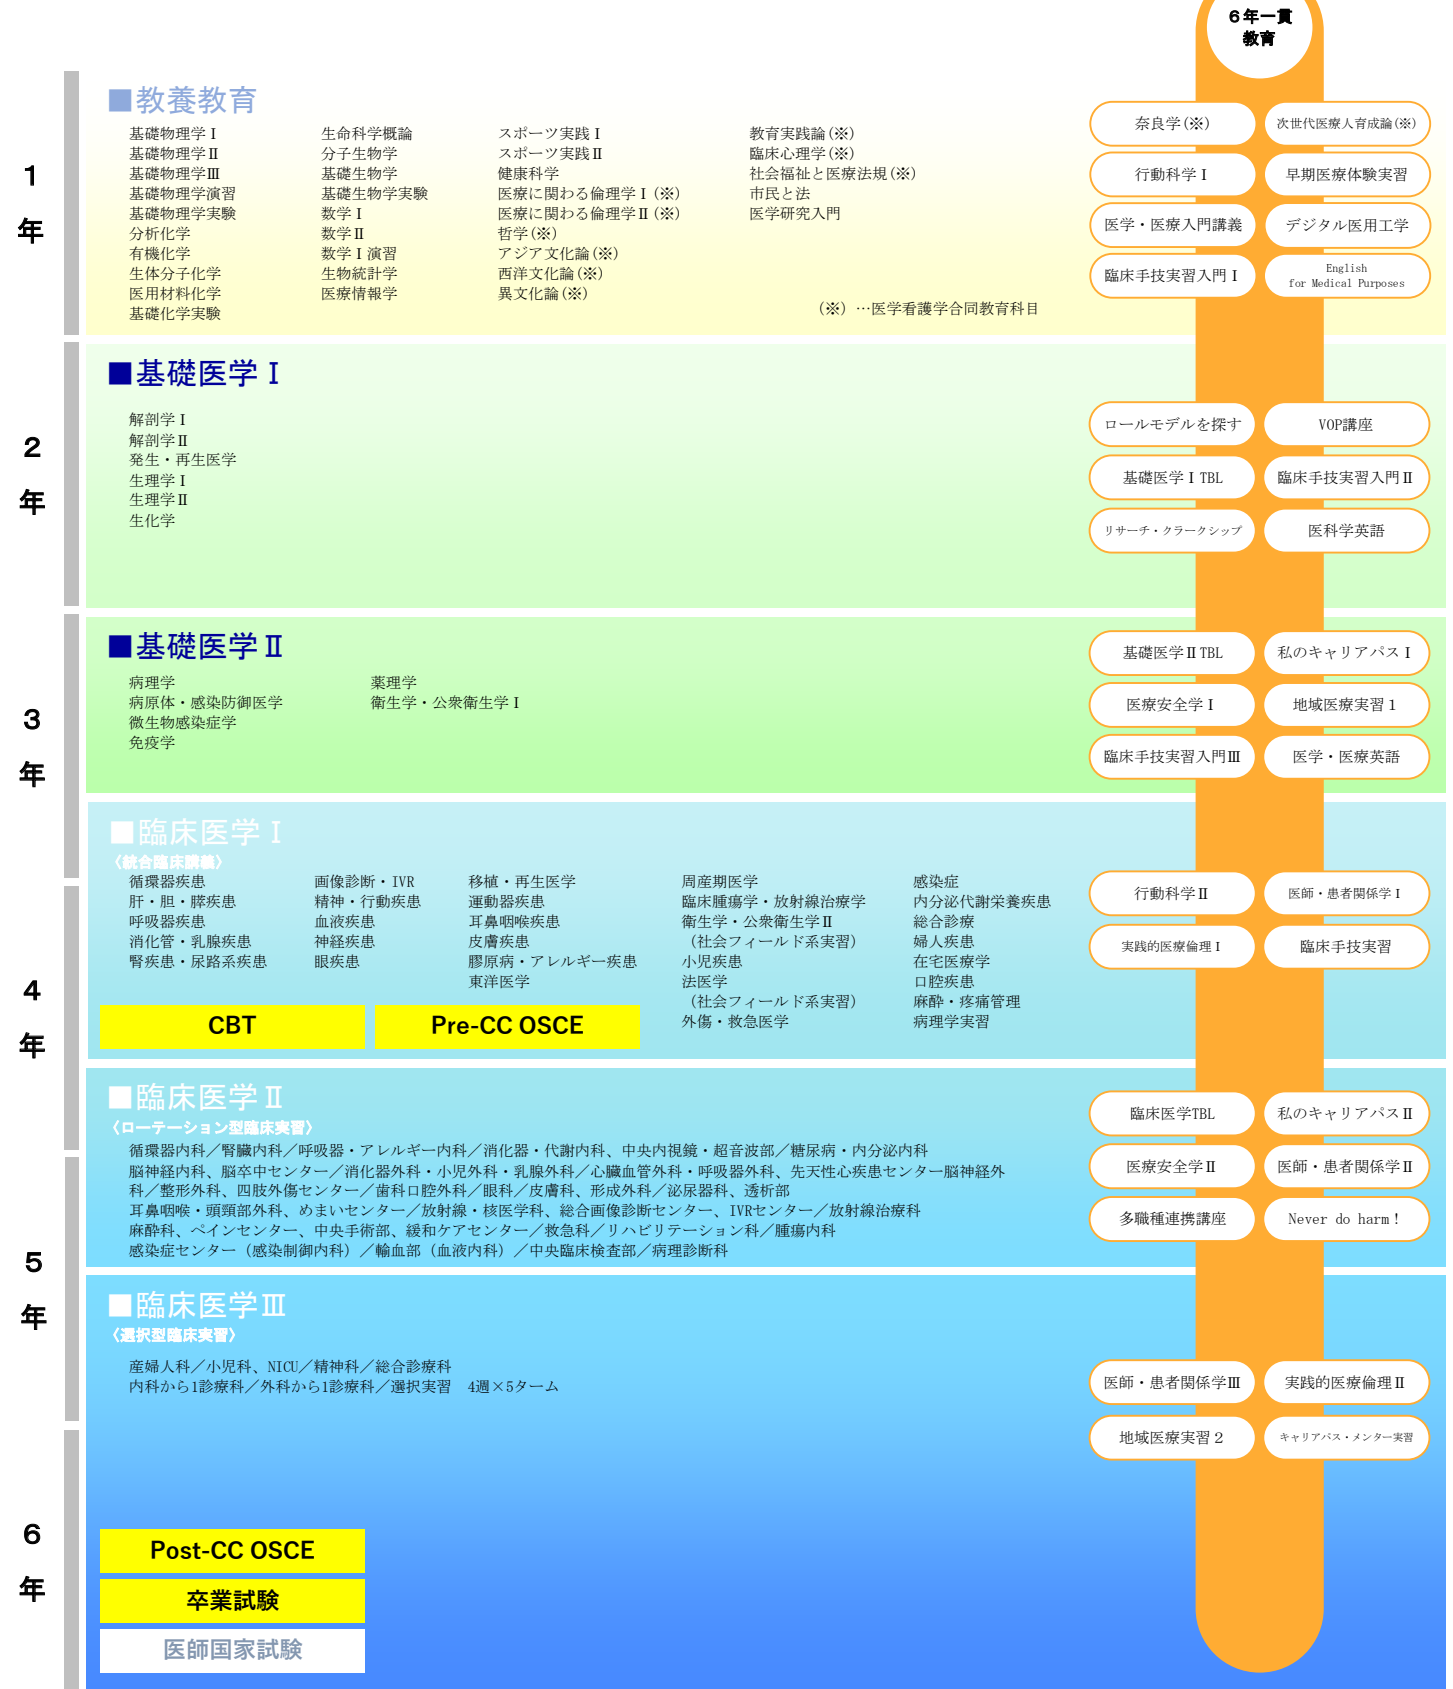 ６年一貫
教育
１
年
■教養教育
基礎物理学Ⅰ
基礎物理学Ⅱ
基礎物理学Ⅲ
基礎物理学演習
基礎物理学実験
分析化学
有機化学
生体分子化学
医用材料化学
基礎化学実験
生命科学概論
分子生物学
基礎生物学
基礎生物学実験
数学Ⅰ
数学Ⅱ
数学Ⅰ演習
生物統計学
医療情報学
スポーツ実践Ⅰ
スポーツ実践Ⅱ
健康科学
医療に関わる倫理学Ⅰ(※)
医療に関わる倫理学Ⅱ(※)
哲学(※)
アジア文化論(※)
西洋文化論(※)
異文化論(※)
教育実践論(※)
臨床心理学(※)
社会福祉と医療法規(※)
市民と法
医学研究入門
（※）…医学看護学合同教育科目
奈良学(※)
次世代医療人育成論(※)
行動科学Ⅰ
早期医療体験実習
医学・医療入門講義
デジタル医用工学
臨床手技実習入門Ⅰ
English
for Medical Purposes
２
年
■基礎医学Ⅰ
解剖学Ⅰ
解剖学Ⅱ
発生・再生医学
生理学Ⅰ
生理学Ⅱ
生化学
ロールモデルを探す
VOP講座
基礎医学ⅠTBL
臨床手技実習入門Ⅱ
リサーチ・クラークシップ
医科学英語
３
年
■基礎医学Ⅱ
病理学
病原体・感染防御医学
微生物感染症学
免疫学
薬理学
衛生学・公衆衛生学Ⅰ
基礎医学ⅡTBL
私のキャリアパスⅠ
医療安全学Ⅰ
地域医療実習１
臨床手技実習入門Ⅲ
医学・医療英語
４
年
■臨床医学Ⅰ
〈統合臨床講義〉
循環器疾患
肝・胆・膵疾患
呼吸器疾患
消化管・乳腺疾患
腎疾患・尿路系疾患
画像診断・IVR
精神・行動疾患
血液疾患
神経疾患
眼疾患
移植・再生医学
運動器疾患
耳鼻咽喉疾患
皮膚疾患
膠原病・アレルギー疾患
東洋医学
周産期医学
臨床腫瘍学・放射線治療学
衛生学・公衆衛生学Ⅱ
（社会フィールド系実習）
小児疾患
法医学
（社会フィールド系実習）
外傷・救急医学
感染症
内分泌代謝栄養疾患
総合診療
婦人疾患
在宅医療学
口腔疾患
麻酔・疼痛管理
病理学実習
CBT
Pre-CC OSCE
行動科学Ⅱ
医師・患者関係学Ⅰ
実践的医療倫理Ⅰ
臨床手技実習
５
年
■臨床医学Ⅱ
〈ローテーション型臨床実習〉
循環器内科／腎臓内科／呼吸器・アレルギー内科／消化器・代謝内科、中央内視鏡・超音波部／糖尿病・内分泌内科
脳神経内科、脳卒中センター／消化器外科・小児外科・乳腺外科／心臓血管外科・呼吸器外科、先天性心疾患センター脳神経外
科／整形外科、四肢外傷センター／歯科口腔外科／眼科／皮膚科、形成外科／泌尿器科、透析部
耳鼻咽喉・頭頸部外科、めまいセンター／放射線・核医学科、総合画像診断センター、IVRセンター／放射線治療科
麻酔科、ペインセンター、中央手術部、緩和ケアセンター／救急科／リハビリテーション科／腫瘍内科
感染症センター（感染制御内科）／輸血部（血液内科）／中央臨床検査部／病理診断科
臨床医学TBL
私のキャリアパスⅡ
医療安全学Ⅱ
医師・患者関係学Ⅱ
多職種連携講座
Never do harm！
■臨床医学Ⅲ
〈選択型臨床実習〉
産婦人科／小児科、NICU／精神科／総合診療科
内科から1診療科／外科から1診療科／選択実習　4週×5ターム
医師・患者関係学Ⅲ
実践的医療倫理Ⅱ
地域医療実習２
キャリアパス・メンター実習
６
年
Post-CC OSCE
卒業試験
医師国家試験